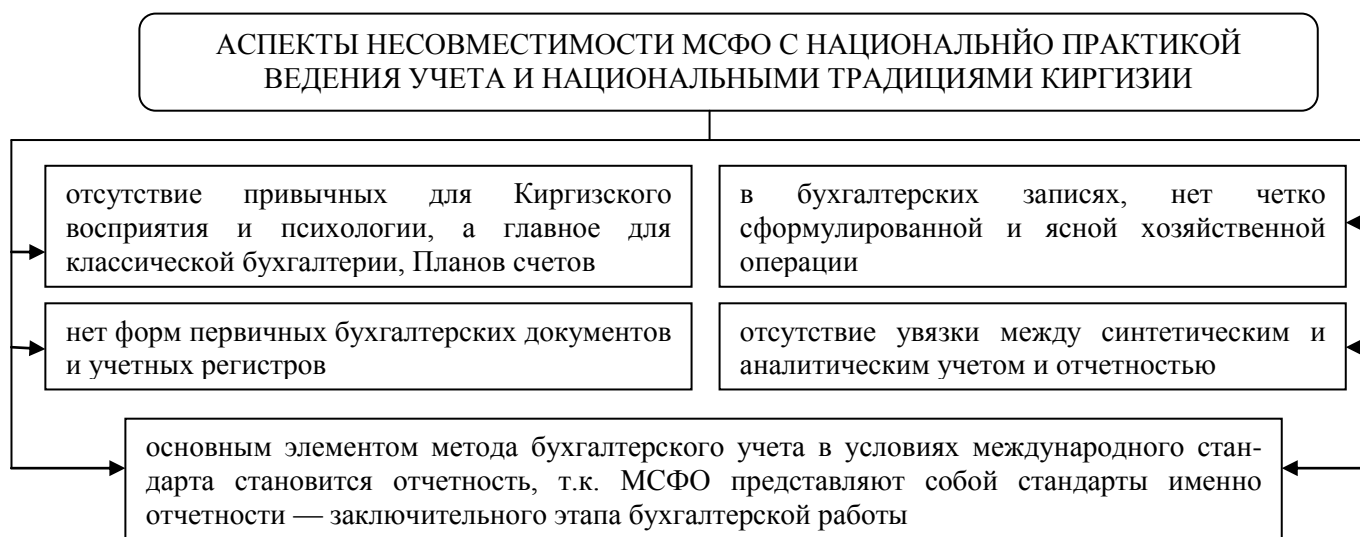 АСПЕКТЫ НЕСОВМЕСТИМОСТИ МСФО С НАЦИОНАЛЬНЙО ПРАКТИКОЙ
ВЕДЕНИЯ УЧЕТА И НАЦИОНАЛЬНЫМИ ТРАДИЦИЯМИ КИРГИЗИИ
отсутствие привычных для Киргизского
восприятия и психологии, а главное для
классической бухгалтерии, Планов счетов
в бухгалтерских записях, нет четко
сформулированной и ясной хозяйственной
операции
нет форм первичных бухгалтерских документов
и учетных регистров
отсутствие увязки между синтетическим и
аналитическим учетом и отчетностью
основным элементом метода бухгалтерского учета в условиях международного стан-
дарта становится отчетность, т.к. МСФО представляют собой стандарты именно
отчетности — заключительного этапа бухгалтерской работы